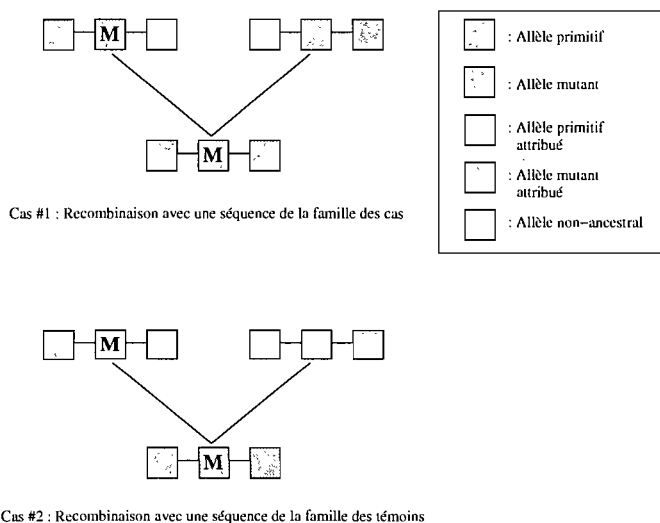 M
M
Cas #1 : Recombinaison avec une séquence de la famille des cas
: Allèle primitif
: Allèle mutant
: Allèle primitif
attribué
: Allèle mutant
attribué
: Allèle non-ancestral
M
M
Cas #2 : Recombinaison avec une séquence de la famille des témoins